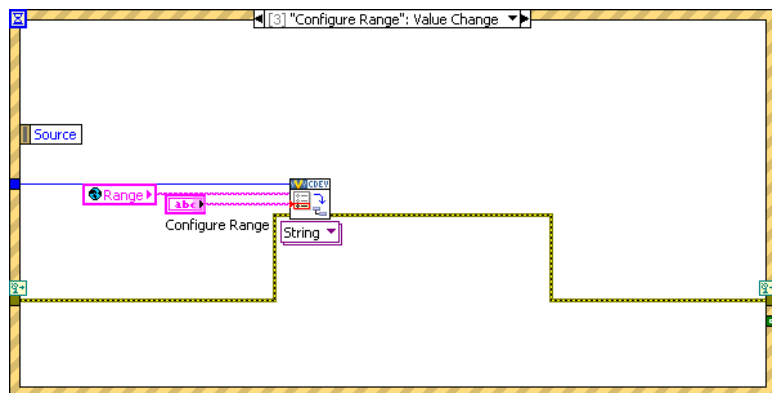 [3] "Configure Range": Value Change
Source
CDEV
Range
abc
Configure Range
String